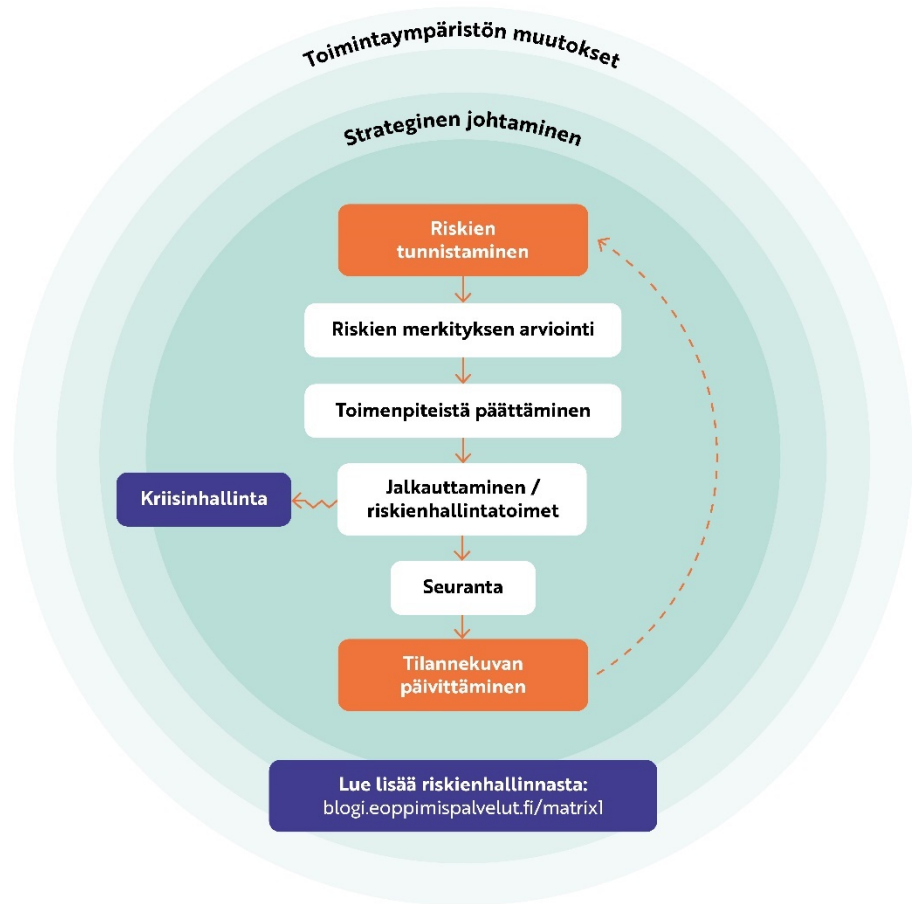 Toimintaympäristön muutokset
Strateginen johtaminen
Riskien
tunnistaminen
Riskien merkityksen arviointi
Toimenpiteistä päättäminen
Jalkauttaminen /
riskienhallintatoimet
Kriisinhallinta
Seuranta
Tilannekuvan
päivittäminen
Lue lisää riskienhallinnasta:
blogi.eoppimispalvelut.fi/matrix1